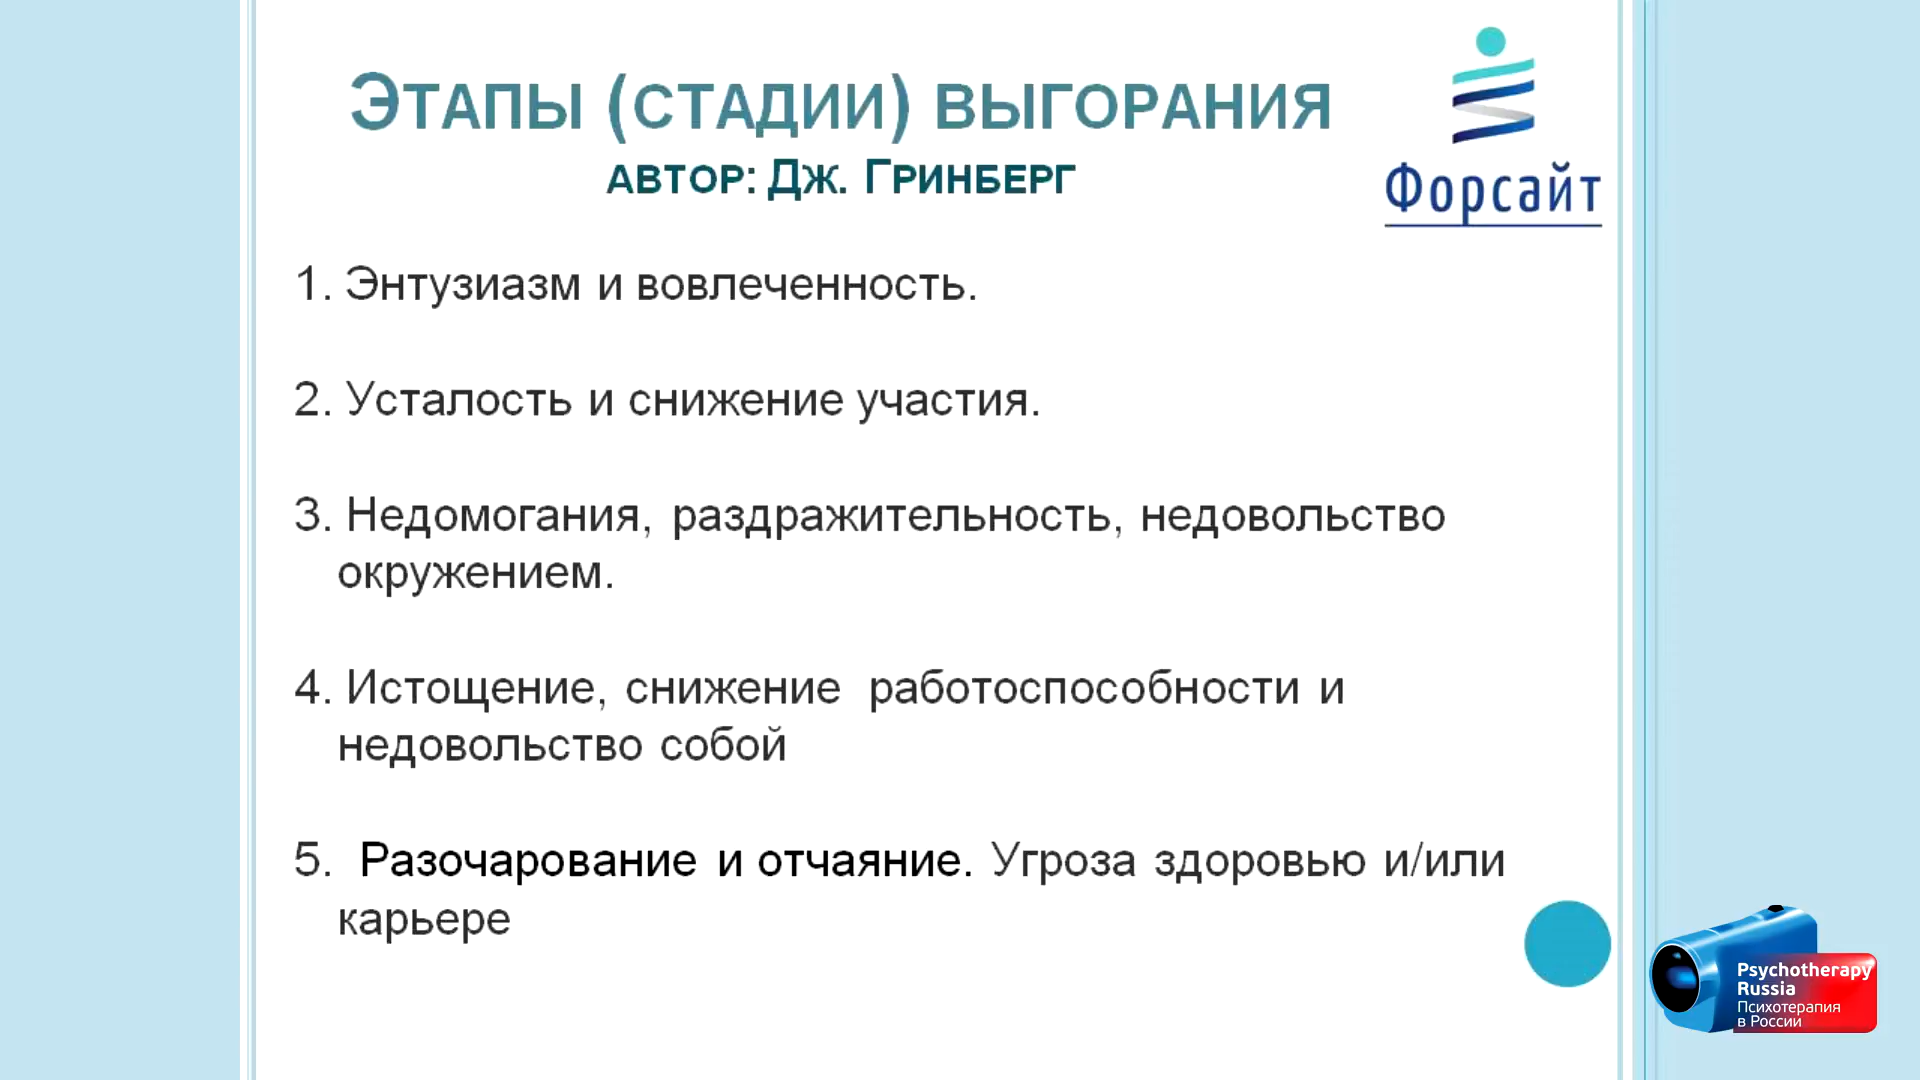 Этапы (стадии) выгорания
автор: Дж. Гринберг
Форсайт
1. Энтузиазм и вовлеченность.
2. Усталость и снижение участия.
3. Недомогания, раздражительность, недовольство
окружением.
4. Истощение, снижение работоспособности и
недовольство собой
5. Разочарование и отчаяние. Угроза здоровью и/или
карьере
Psychotherapy
Russia
Психотерапия
в России